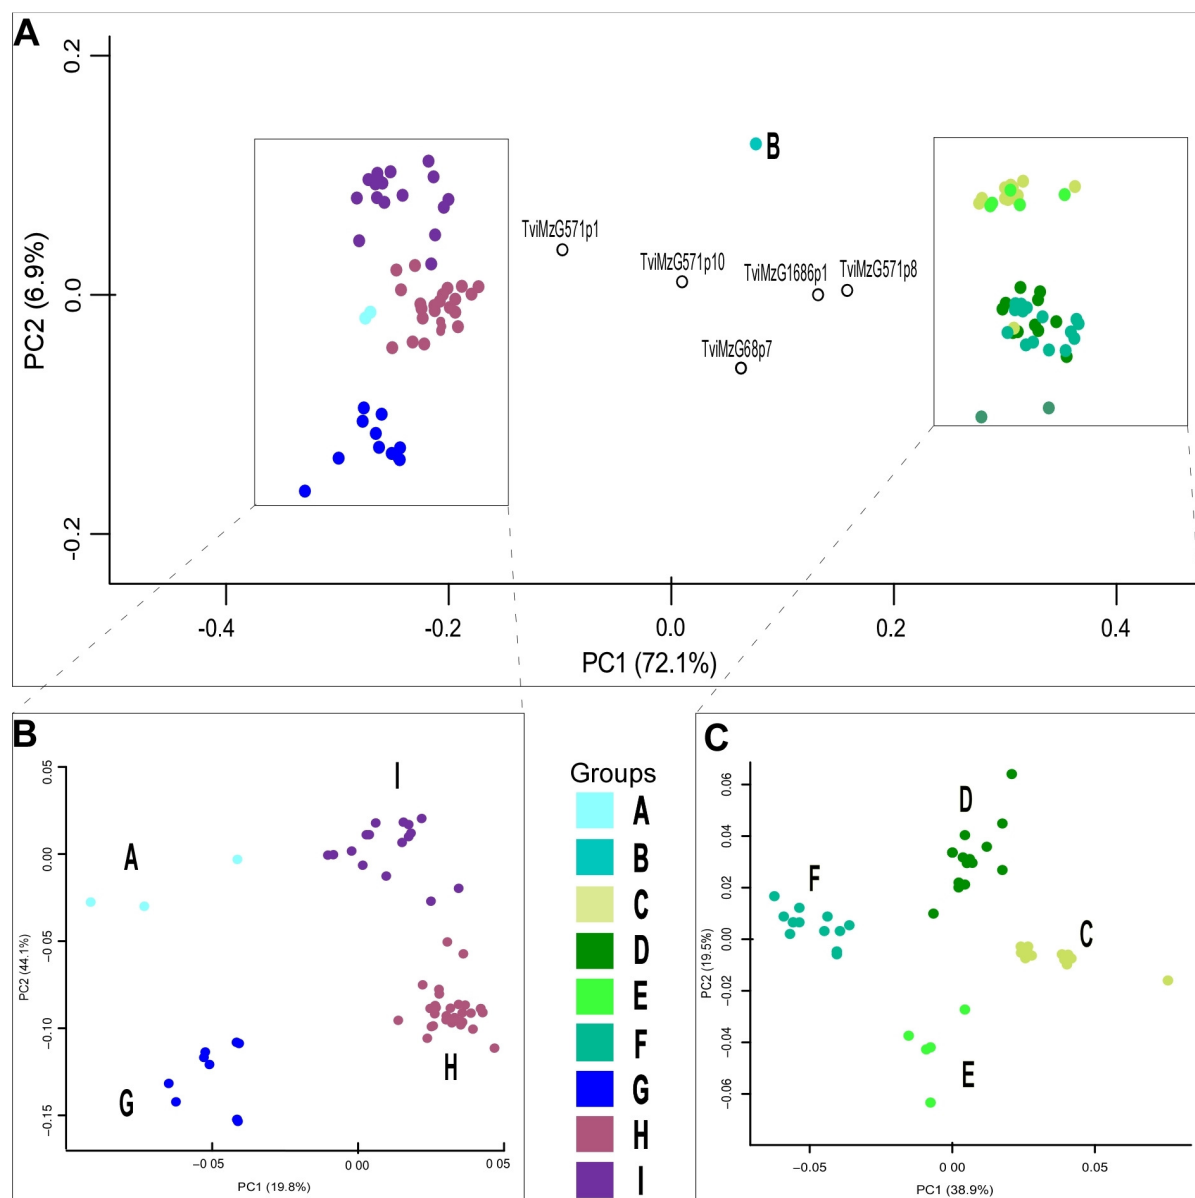 A
0.2
B
TviMzG571p1
TviMzG571p10
TviMzG1686p1
TviMzG571p8
PC2 (6.9%)
0.0
TviMzG68p7
-0.2
-0.4
-0.2
0.0
0.2
0.4
PC1 (72.1%)
B
I
0.05
A
0.00
−0.05
PC2 (44.1%)
−0.10
H
G
−0.15
−0.05
0.00
0.05
PC1 (19.8%)
Groups
A
B
C
D
E
F
G
H
I
C
0.06
D
0.04
F
0.02
C
0.00
PC2 (19.5%)
−0.02
−0.04
E
−0.06
−0.05
0.00
0.05
PC1 (38.9%)